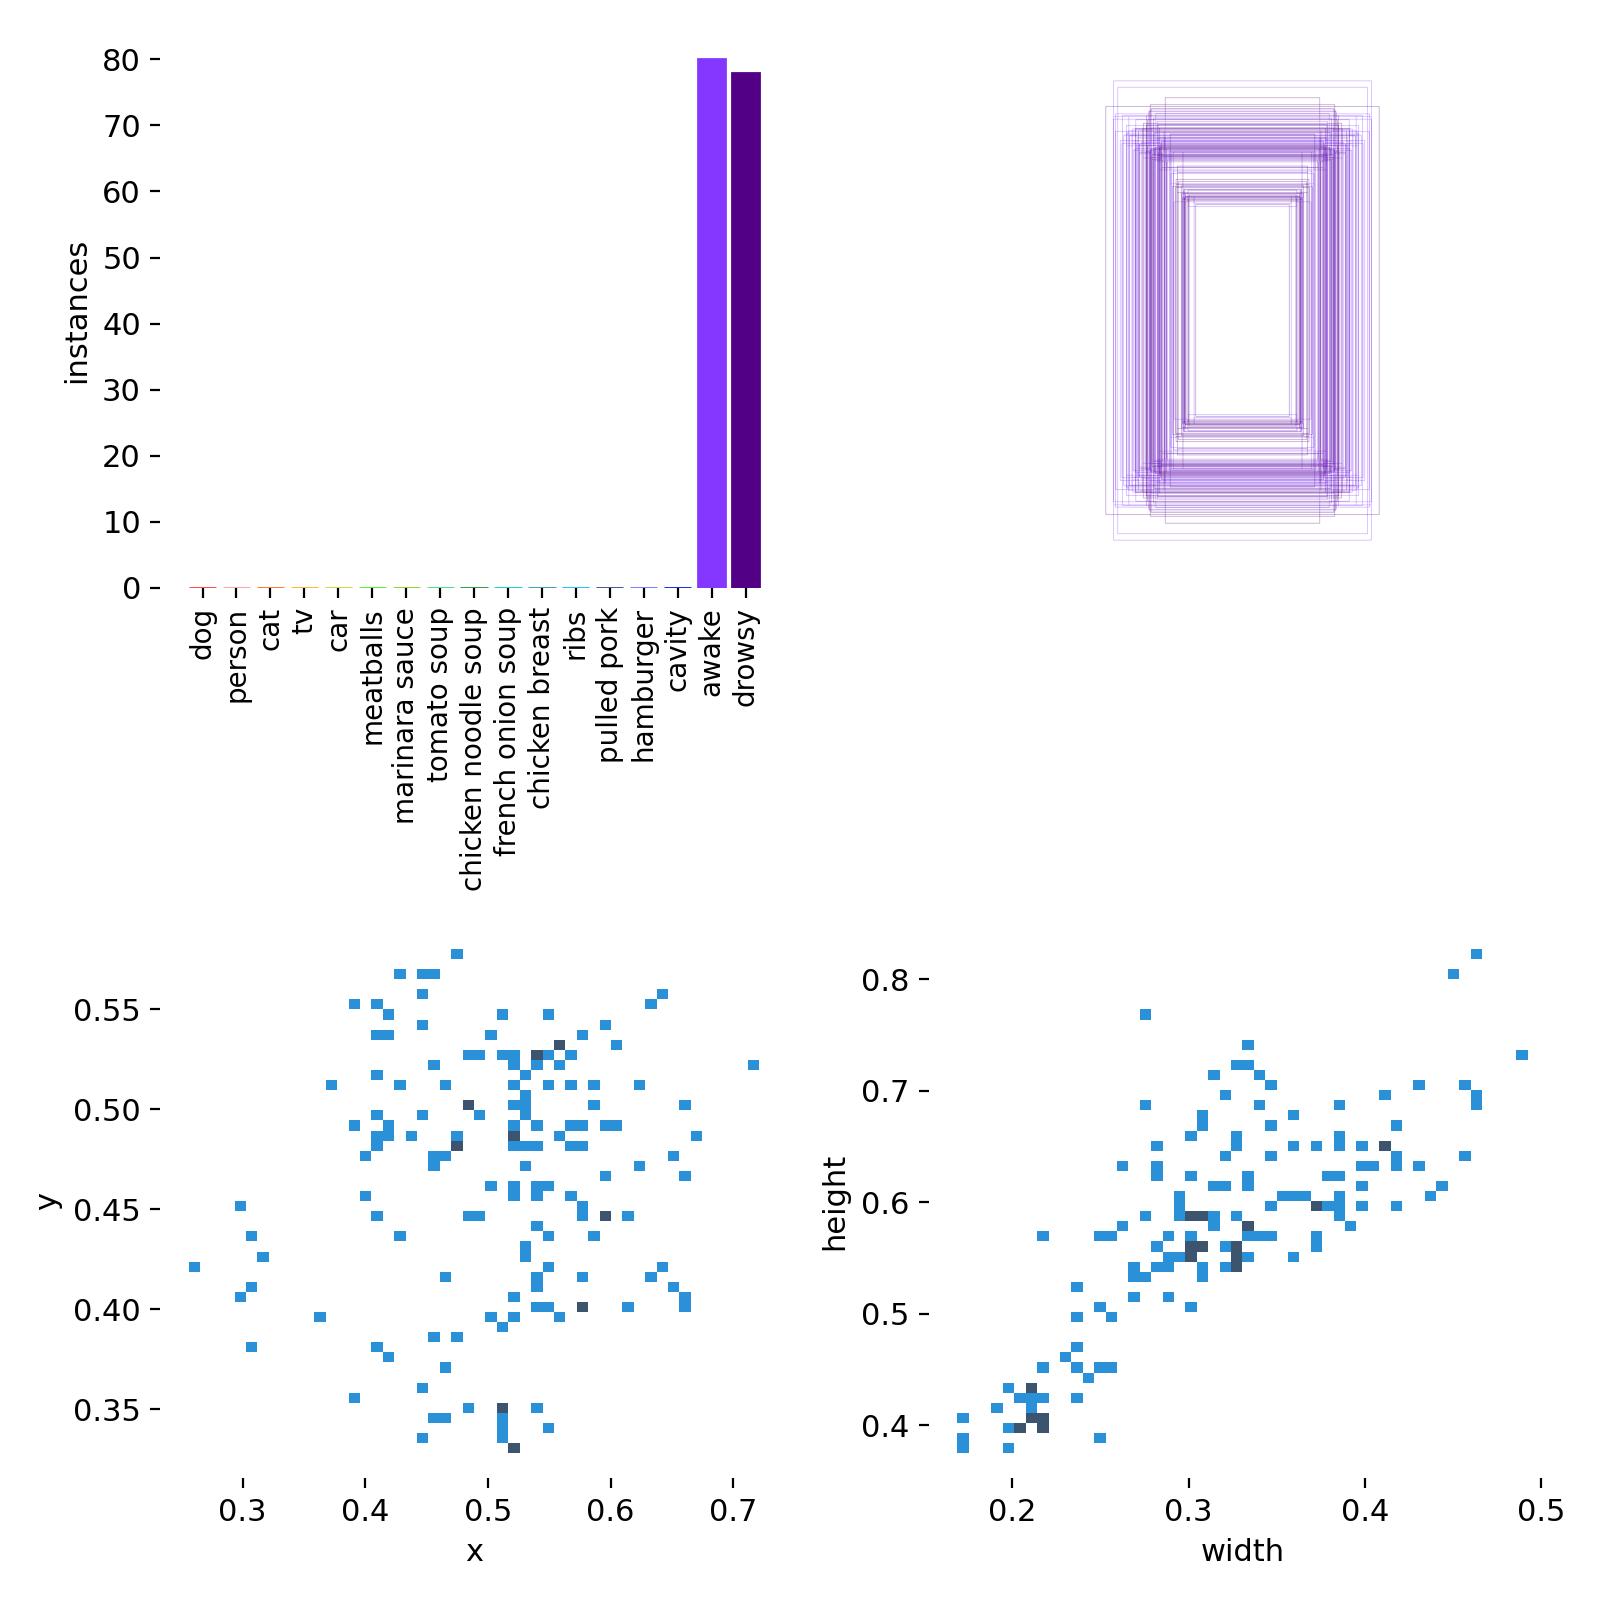 80
70
60
50
40
30
20
10
0
instances
dog
person
cat
tv
car
meatballs
marinara sauce
tomato soup
chicken noodle soup
french onion soup
chicken breast
ribs
pulled pork
hamburger
cavity
awake
drowsy
0.55
0.50
0.45
0.40
0.35
y
0.3
0.4
0.5
0.6
0.7
x
0.8
0.7
0.6
0.5
0.4
height
0.2
0.3
0.4
0.5
width